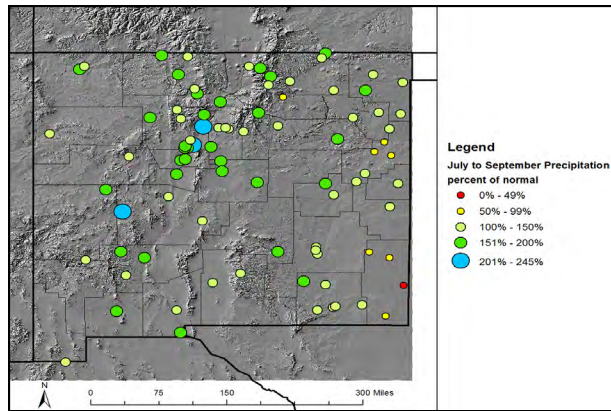 Legend
July to September Precipitation
percent of normal
0% - 49%
50% - 99%
100% - 150%
151% - 200%
201% - 245%
N
0 75 150 300 Miles